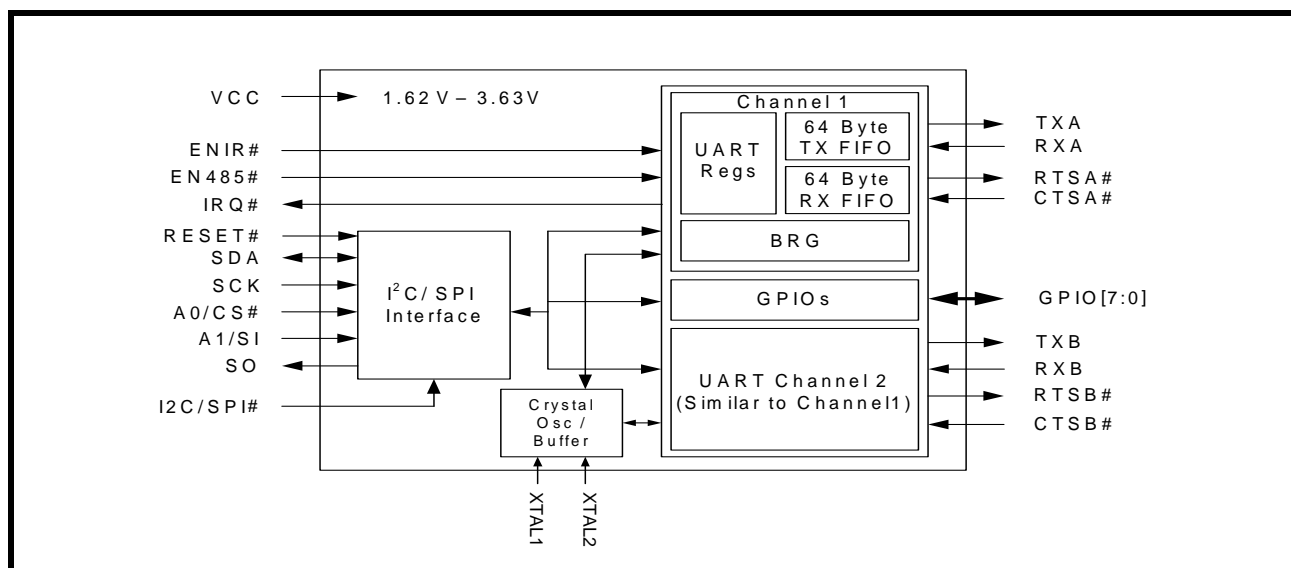 VCC
1.62V – 3.63V
ENIR#
EN485#
IRQ#
RESET#
SDA
SCK
A0/CS#
A1/SI
SO
I2C/SPI#
I²C/SPI
Interface
Crystal
Osc /
Buffer
XTAL1
XTAL2
Channel 1
UART
Regs
64 Byte
TX FIFO
64 Byte
RX FIFO
BRG
GPIOs
UART Channel 2
(Similar to Channel1)
TXA
RXA
RTSA#
CTSA#
GPIO[7:0]
TXB
RXB
RTSB#
CTSB#